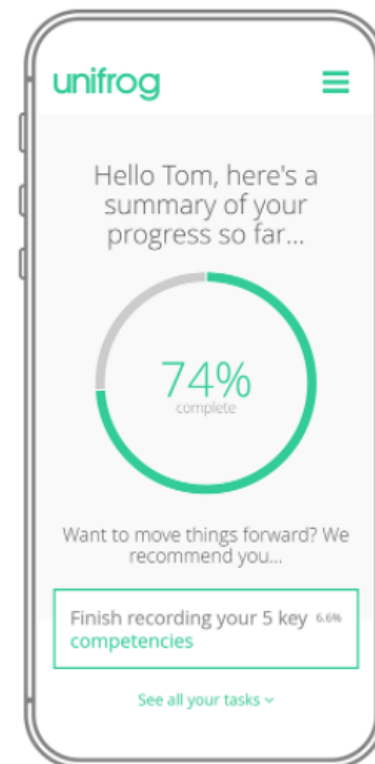 unifrog
Hello Tom, here's a
summary of your
progress so far...
74%
complete
Want to move things forward? We
recommend you...
Finish recording your 5 key 6.6%
competencies
See all your tasks